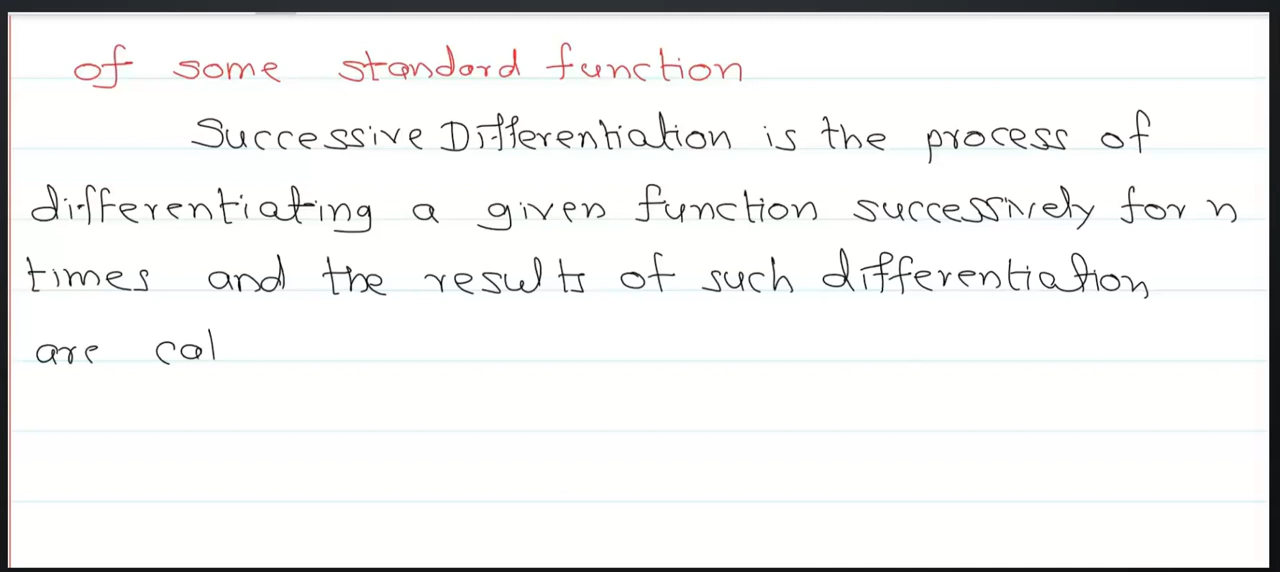 of some standard function
Successive Differentiation is the process of
differentiating a given function successively for n
times and the results of such differentiation
are cal